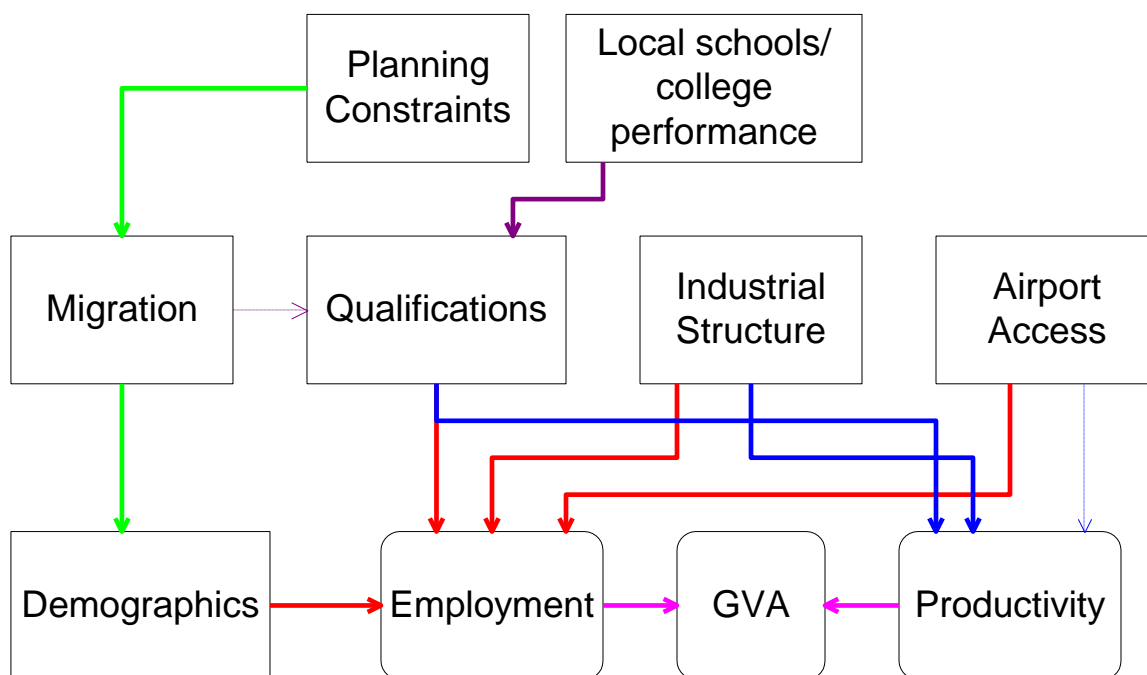 Planning
Constraints
Local schools/
college
performance
Migration
Qualifications
Industrial
Structure
Airport
Access
Demographics
Employment
GVA
Productivity